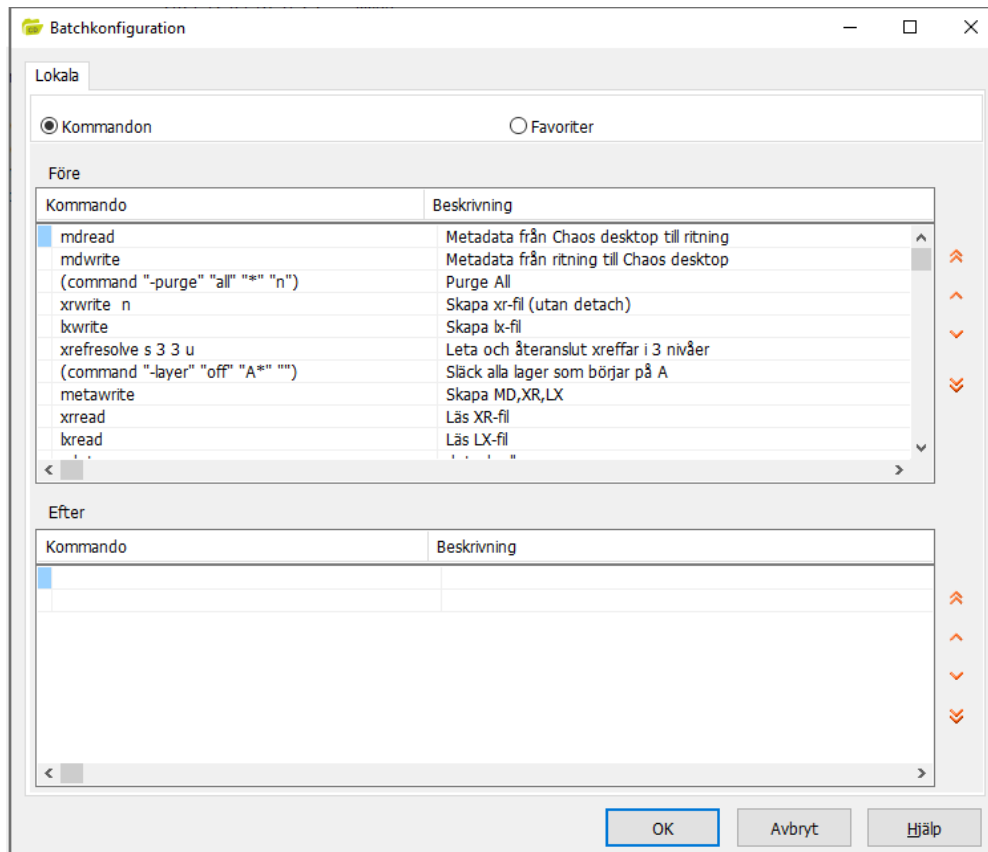 Batchkonfiguration
Lokala
Kommandon Favoriter
Före
Kommando Beskrivning
mdread Metadata från Chaos desktop till ritning
mdwrite Metadata från ritning till Chaos desktop
(command "-purge" "all" "*" "n") Purge All
xrwrite n Skapa xr-fil (utan detach)
lxwrite Skapa lx-fil
xrefresolve s 3 3 u Leta och återanslut xreffar i 3 nivåer
(command "-layer" "off" "A*" "") Släck alla lager som börjar på A
metawrite Skapa MD,XR,LX
xrread Läs XR-fil
lxread Läs LX-fil
Efter
Kommando Beskrivning
OK Avbryt Hjälp